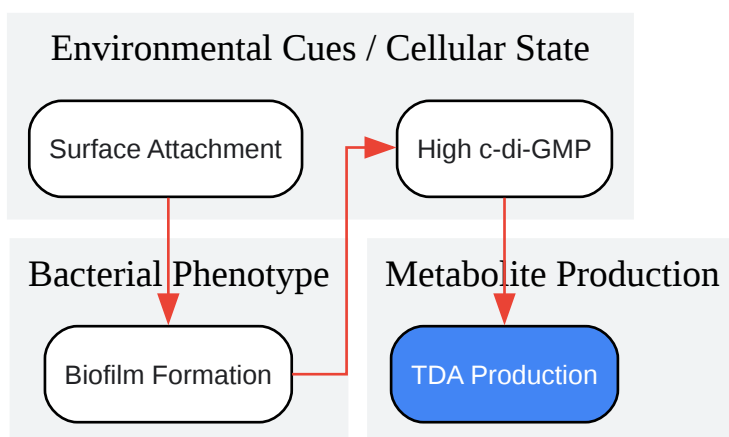 Environmental Cues / Cellular State
Surface Attachment
High c-di-GMP
Bacterial Phenotype
Metabolite Production
Biofilm Formation
TDA Production